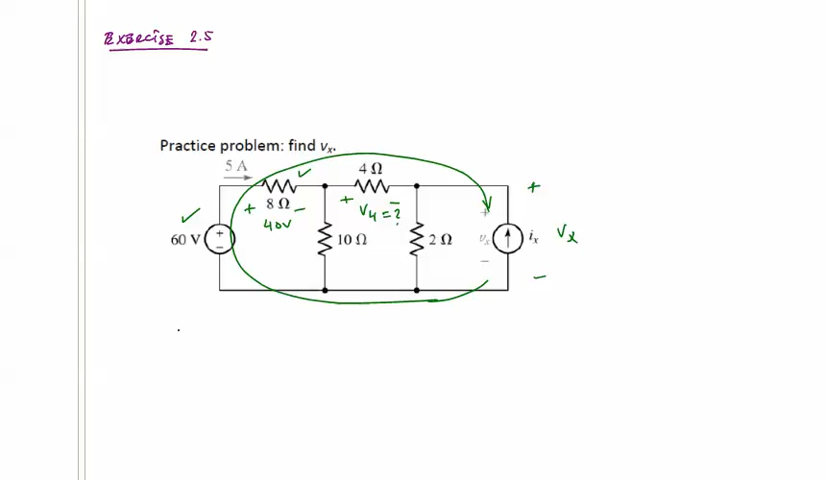 Exercise 2.5
Practice problem: find vₓ.
5 A
4 Ω
+
8 Ω
+ −
40V
+ −
V₄ = ?
60 V
+
−
10 Ω
2 Ω
+
vₓ
−
iₓ
Vₓ
−